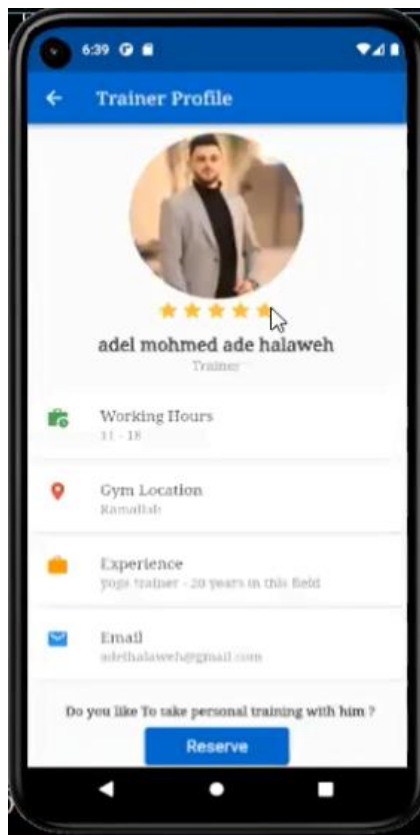 6:39
Trainer Profile
adel mohmed ade halaweh
Trainer
Working Hours
11 - 18
Gym Location
Ramallah
Experience
yoga trainer - 20 years in this field
Email
adelhalaweh@gmail.com
Do you like To take personal training with him ?
Reserve